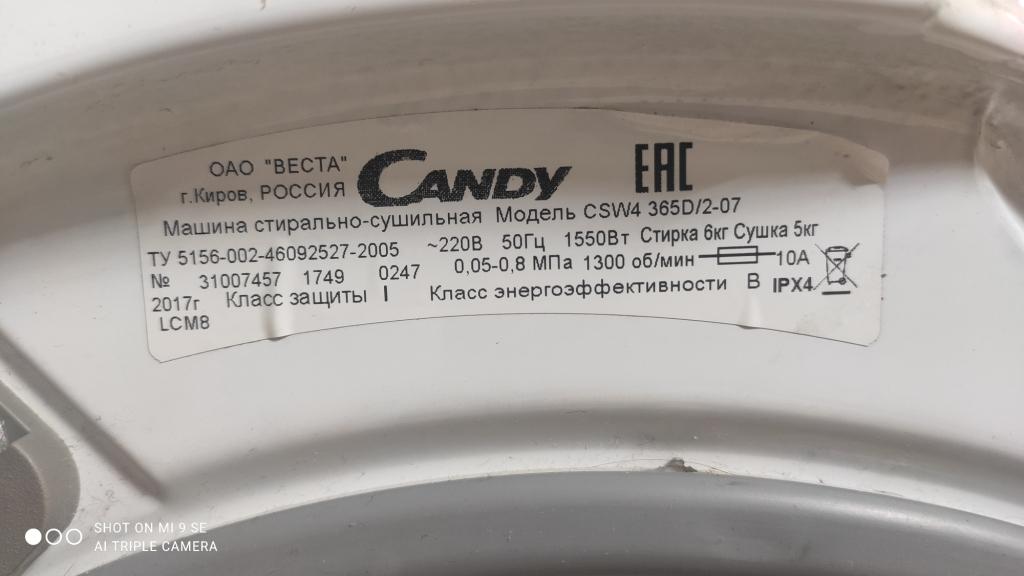 ОАО "ВЕСТА"
г.Киров, РОССИЯ
CANDY
EAC
Машина стирально-сушильная Модель CSW4 365D/2-07
ТУ 5156-002-46092527-2005 ~220В 50Гц 1550Вт Стирка 6кг Сушка 5кг
№ 31007457 1749 0247 0,05-0,8 МПа 1300 об/мин 10А
2017г Класс защиты I Класс энергоэффективности В IPX4
LCM8
SHOT ON MI 9 SE
AI TRIPLE CAMERA